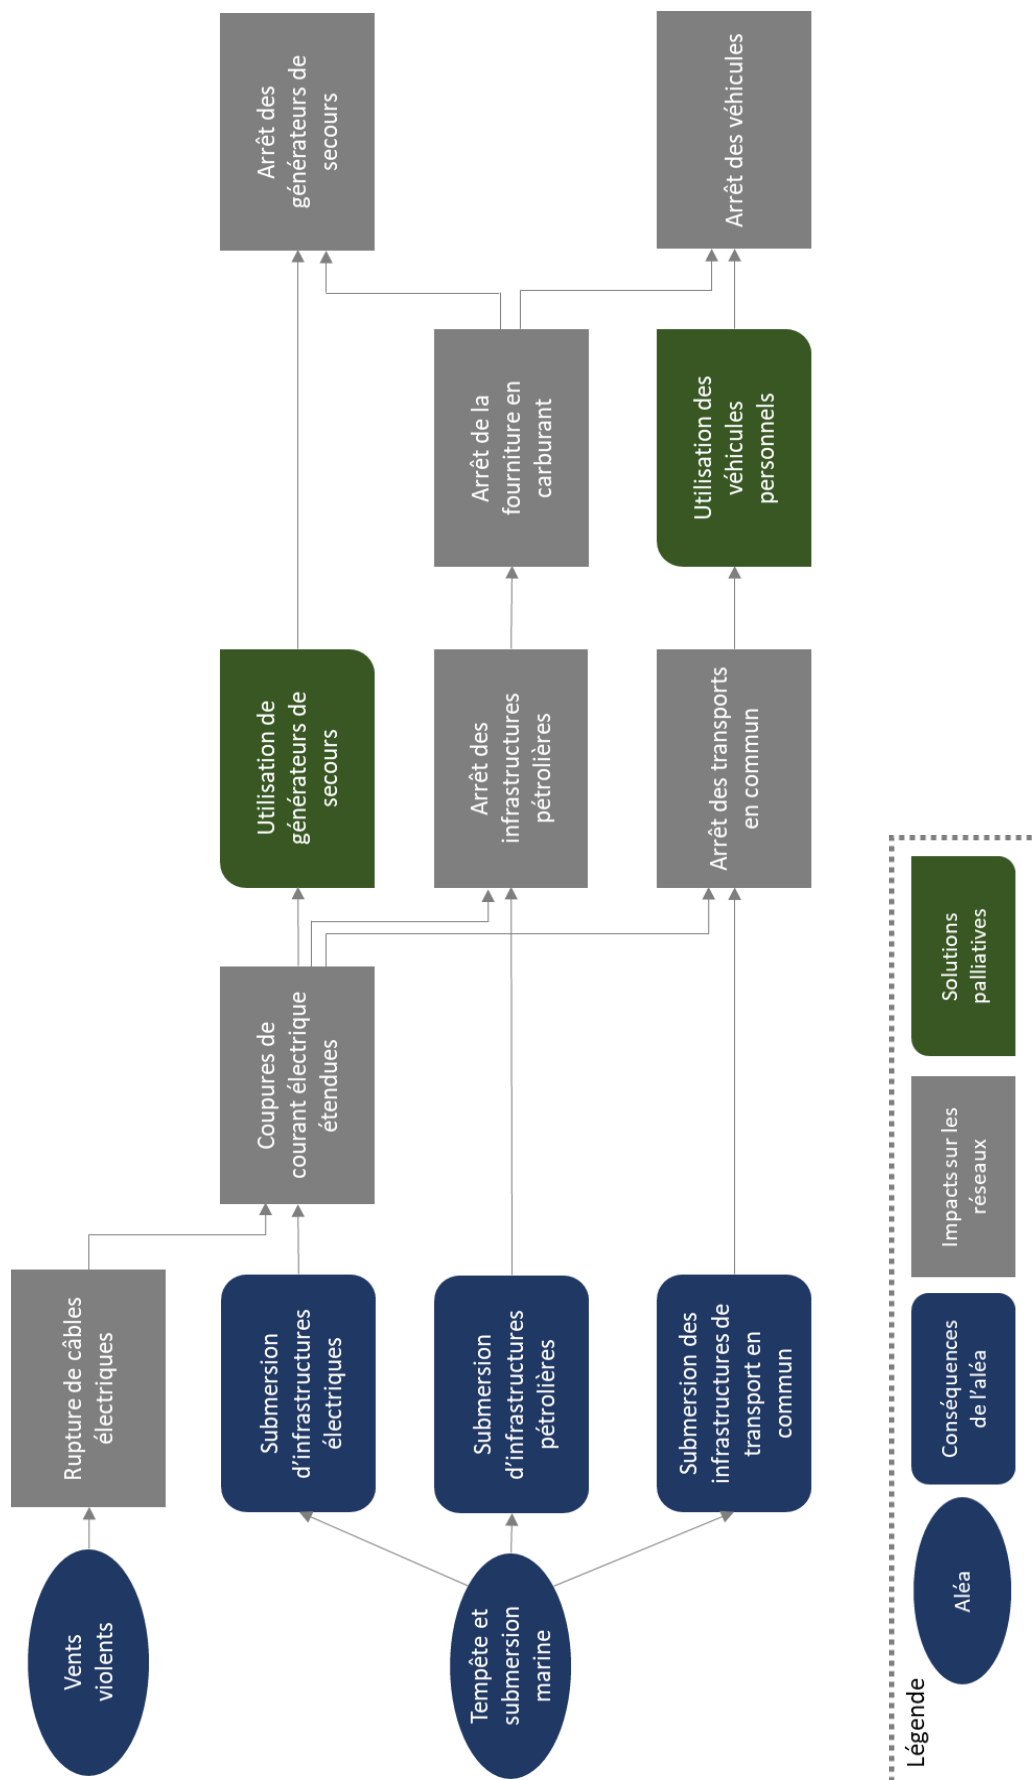 Vents
violents
Rupture de câbles
électriques
Tempête et
submersion
marine
Submersion
d'infrastructures
électriques
Submersion
d'infrastructures
pétrolières
Submersion des
infrastructures de
transport en
commun
Coupures de
courant électrique
étendues
Utilisation de
générateurs de
secours
Arrêt des
infrastructures
pétrolières
Arrêt des transports
en commun
Arrêt de la
fourniture en
carburant
Utilisation des
véhicules
personnels
Arrêt des
générateurs de
secours
Arrêt des véhicules
Légende
Aléa
Conséquences
de l'aléa
Impacts sur les
réseaux
Solutions
palliatives